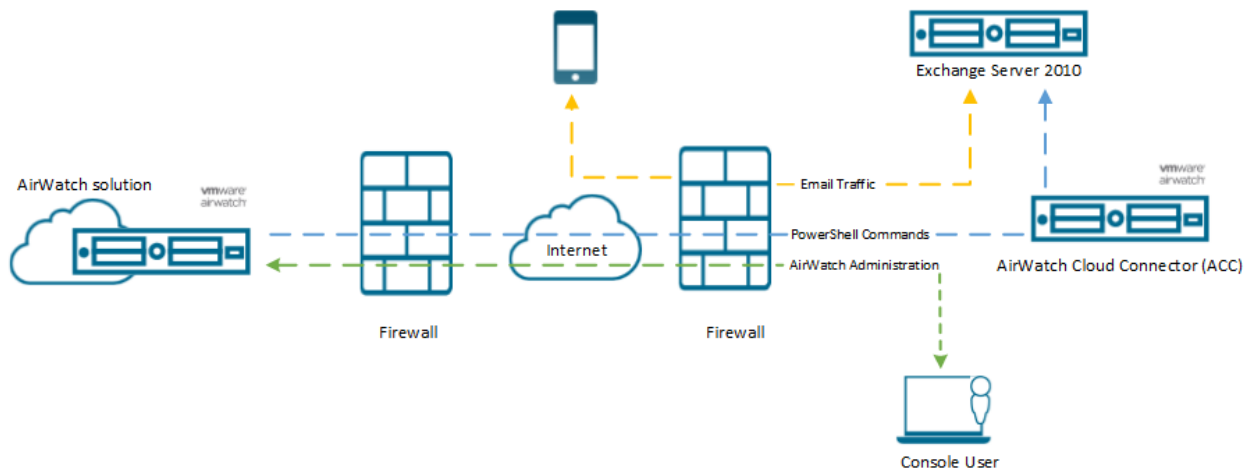 Exchange Server 2010
AirWatch solution
vmware
airwatch
Email Traffic
vmware
airwatch
PowerShell Commands
Internet
AirWatch Administration
AirWatch Cloud Connector (ACC)
Firewall
Firewall
Console User